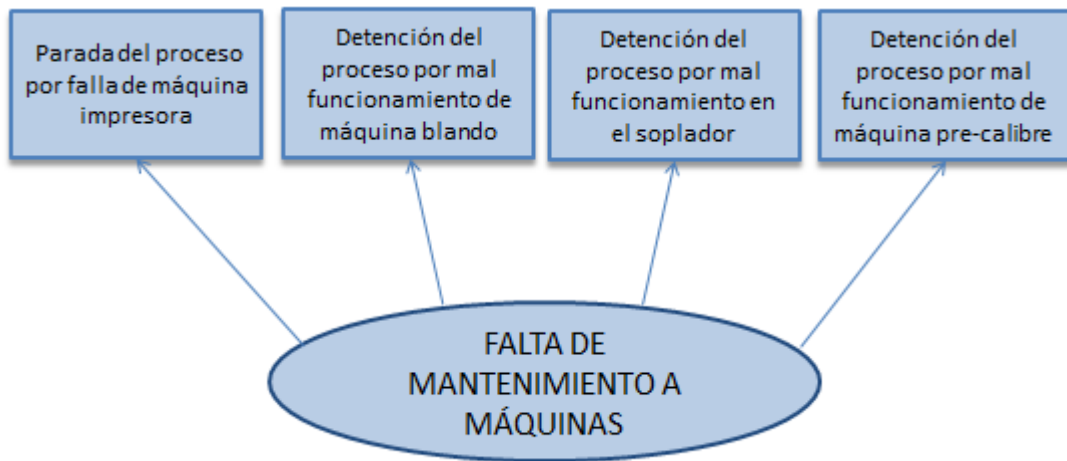 Parada del proceso
por falla de máquina
impresora
Detención del
proceso por mal
funcionamiento de
máquina blando
Detención del
proceso por mal
funcionamiento en
el soplador
Detención del
proceso por mal
funcionamiento de
máquina pre-calibre
FALTA DE
MANTENIMIENTO A
MÁQUINAS